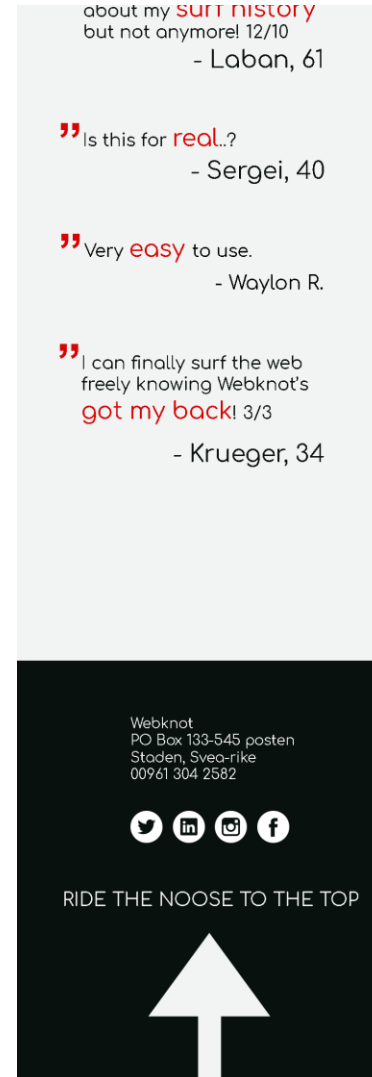 about my surf history
but not anymore! 12/10
- Laban, 61
” Is this for real..?
- Sergei, 40
” Very easy to use.
- Waylon R.
” I can finally surf the web
freely knowing Webknot’s
got my back! 3/3
- Krueger, 34
Webknot
PO Box 133-545 posten
Staden, Svea-rike
00961 304 2582
RIDE THE NOOSE TO THE TOP